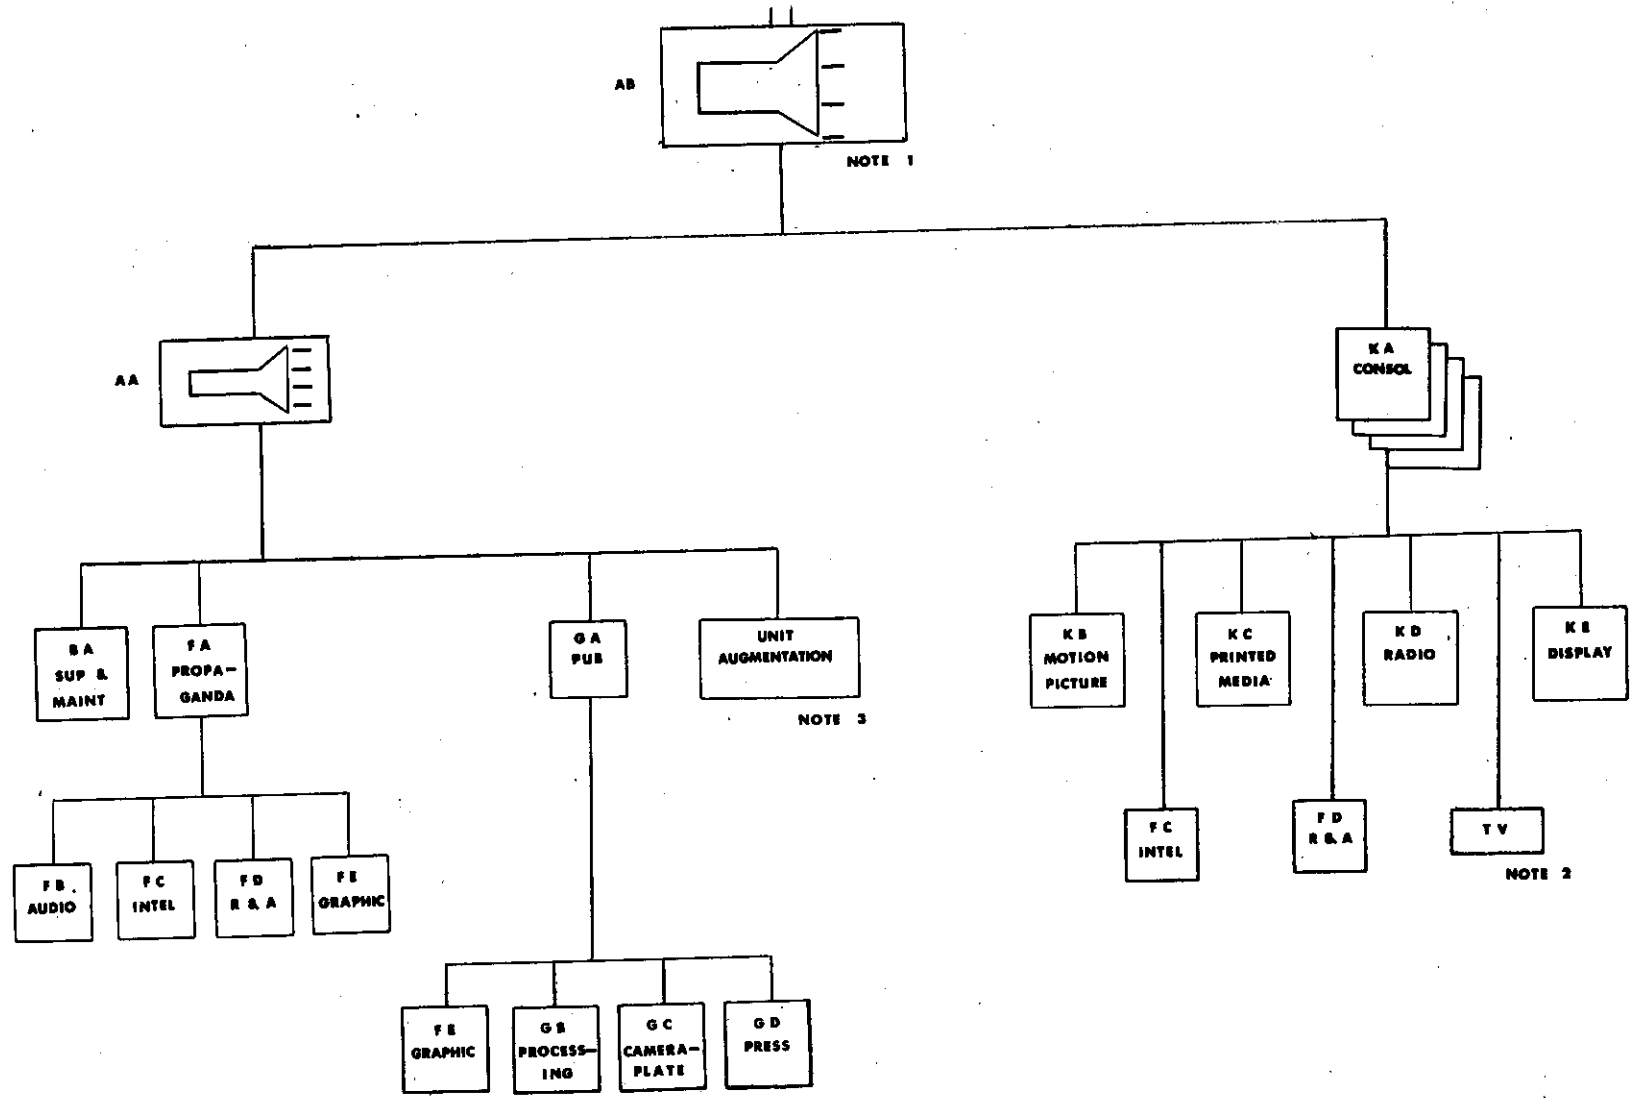 AB
NOTE 1
AA
KA
CONSOL
BA
SUP &
MAINT
FA
PROPA-
GANDA
GA
PUB
UNIT
AUGMENTATION
NOTE 3
KB
MOTION
PICTURE
KC
PRINTED
MEDIA
KD
RADIO
KE
DISPLAY
FC
INTEL
FD
R & A
TV
NOTE 2
FB
AUDIO
FC
INTEL
FD
R & A
FE
GRAPHIC
FE
GRAPHIC
GB
PROCESS-
ING
GC
CAMERA-
PLATE
GD
PRESS